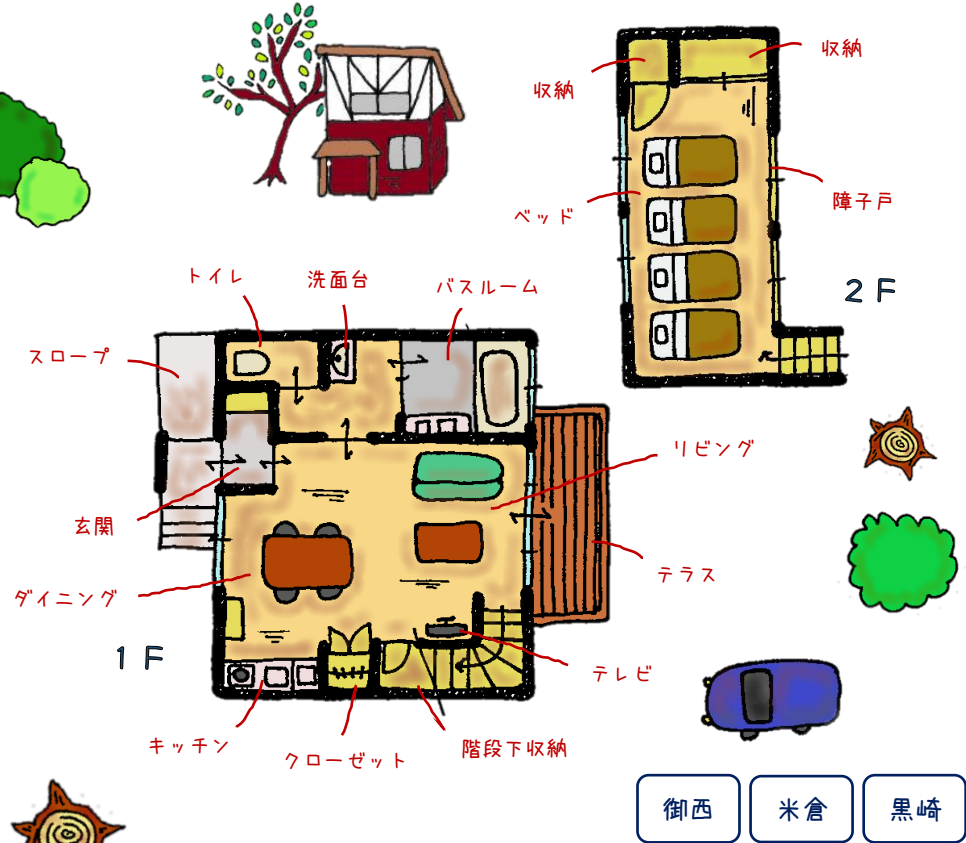 収納
収納
障子戸
ベッド
2F
トイレ
洗面台
バスルーム
スロープ
リビング
玄関
テラス
ダイニング
1F
テレビ
キッチン
クローゼット
階段下収納
御西
米倉
黒崎